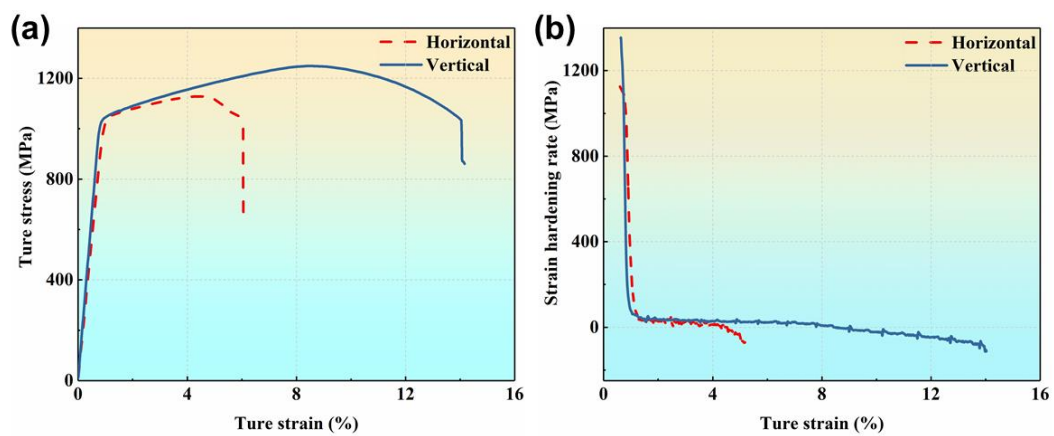 (a)
Horizontal
Vertical
1200
800
400
0
Ture stress (MPa)
0 4 8 12 16
Ture strain (%)
(b)
Horizontal
Vertical
1200
800
400
0
Strain hardening rate (MPa)
0 4 8 12 16
Ture strain (%)